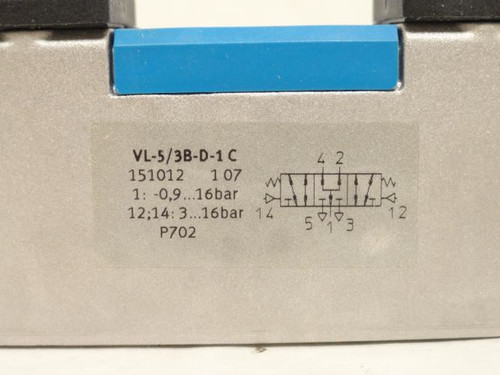 VL-5/3B-D-1 C
151012 1 07
1: -0,9...16bar
12;14: 3...16bar
P702
4 2
14 12
5 1 3